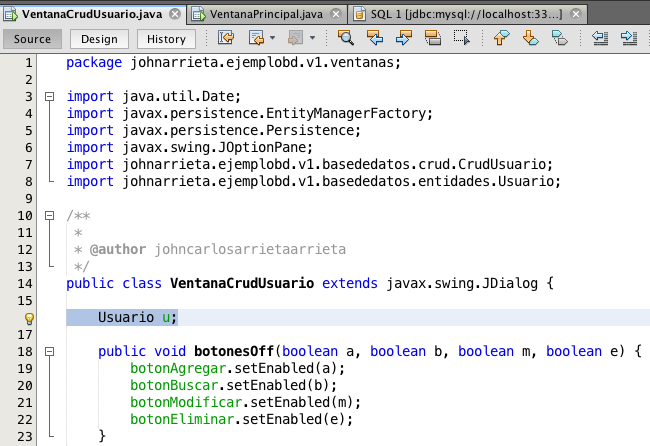 VentanaCrudUsuario.java VentanaPrincipal.java SQL 1 [jdbc:mysql://localhost:33...]
Source Design History
1 package johnarrieta.ejemplobd.v1.ventanas;
2
3 import java.util.Date;
4 import javax.persistence.EntityManagerFactory;
5 import javax.persistence.Persistence;
6 import javax.swing.JOptionPane;
7 import johnarrieta.ejemplobd.v1.basededatos.crud.CrudUsuario;
8 import johnarrieta.ejemplobd.v1.basededatos.entidades.Usuario;
9
10 /**
11 *
12 * @author johncarlosarrietaarrieta
13 */
14 public class VentanaCrudUsuario extends javax.swing.JDialog {
15
Usuario u;
17
18 public void botonesOff(boolean a, boolean b, boolean m, boolean e) {
19 botonAgregar.setEnabled(a);
20 botonBuscar.setEnabled(b);
21 botonModificar.setEnabled(m);
22 botonEliminar.setEnabled(e);
23 }